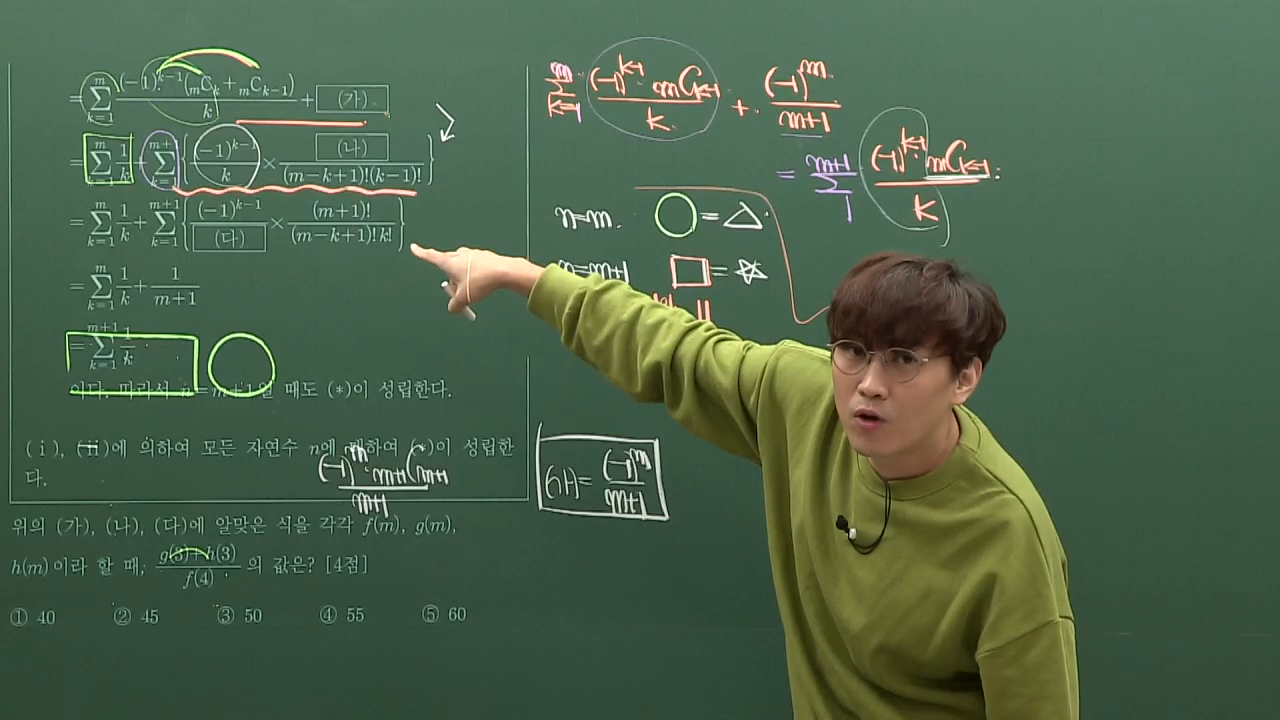 = \sum_{k=1}^{m} \frac{(-1)^{k-1}({}_mC_k + {}_mC_{k-1})}{k} + (가)
= \sum_{k=1}^{m} \frac{1}{k} + \sum_{k=1}^{m+1} \left\{ \frac{(-1)^{k-1}}{k} × \frac{(나)}{(m-k+1)!(k-1)!} \right\}
= \sum_{k=1}^{m} \frac{1}{k} + \sum_{k=1}^{m+1} \left\{ \frac{(-1)^{k-1}}{(다)} × \frac{(m+1)!}{(m-k+1)!k!} \right\}
= \sum_{k=1}^{m} \frac{1}{k} + \frac{1}{m+1}
= \sum_{k=1}^{m+1} \frac{1}{k}
이다. 따라서 n=m+1일 때도 (*)이 성립한다.
(ⅰ), (ⅱ)에 의하여 모든 자연수 n에 대하여 (*)이 성립한
다.
\frac{(-1)^m · {}_{m+1}C_{m+1}}{m+1}
위의 (가), (나), (다)에 알맞은 식을 각각 f(m), g(m),
h(m)이라 할 때, \frac{g(3)+h(3)}{f(4)} 의 값은? [4점]
① 40 ② 45 ③ 50 ④ 55 ⑤ 60
\sum_{k=1}^{m} \frac{(-1)^{k-1} · {}_mC_{k-1}}{k} + \frac{(-1)^m}{m+1}
= \sum_{1}^{m+1} \frac{(-1)^{k-1} · {}_mC_{k-1}}{k}
n=m. ○ = △
n=m+1 □ = ☆
(가) = \frac{(-1)^m}{m+1}